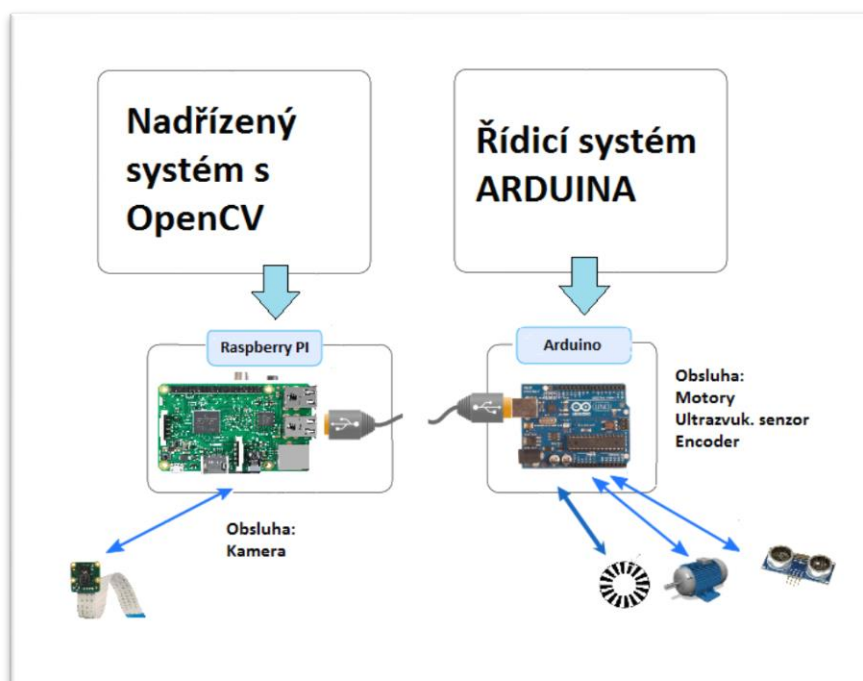 Nadřízený
systém s
OpenCV
Řídicí systém
ARDUINA
Raspberry PI
Arduino
Obsluha:
Motory
Ultrazvuk. senzor
Encoder
Obsluha:
Kamera